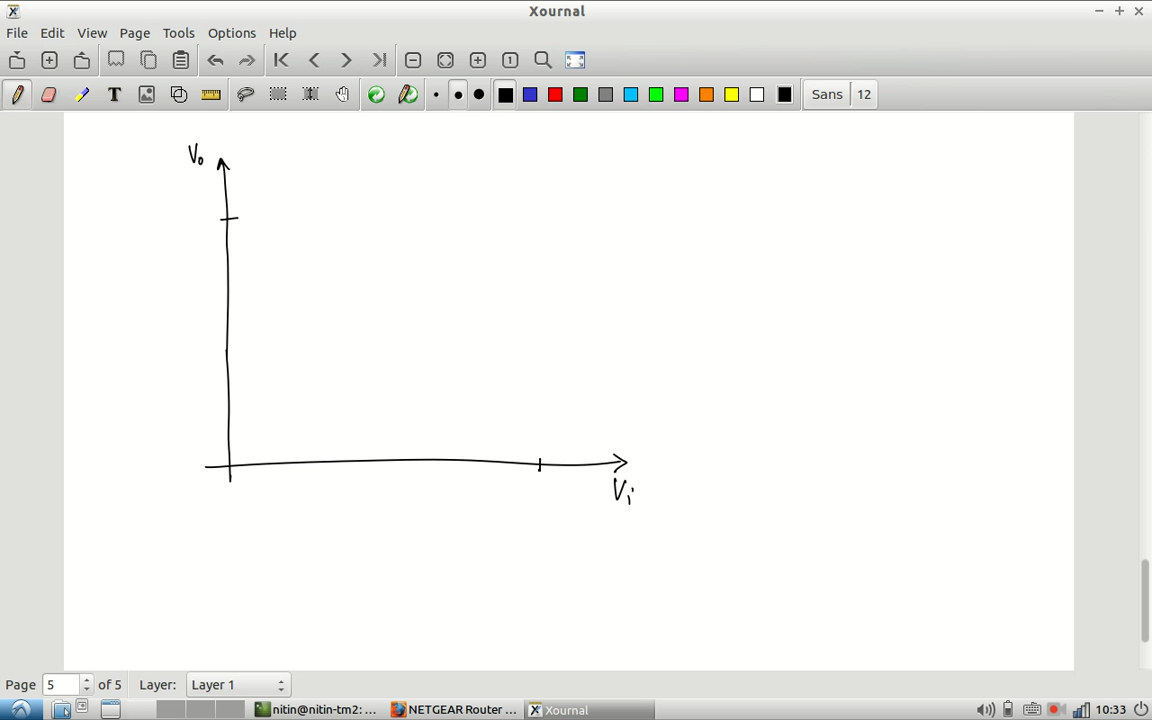 Xournal
File Edit View Page Tools Options Help
Sans 12
Vo
Vi
Page 5 of 5 Layer: Layer 1
nitin@nitin-tm2: ... NETGEAR Router ... Xournal 10:33